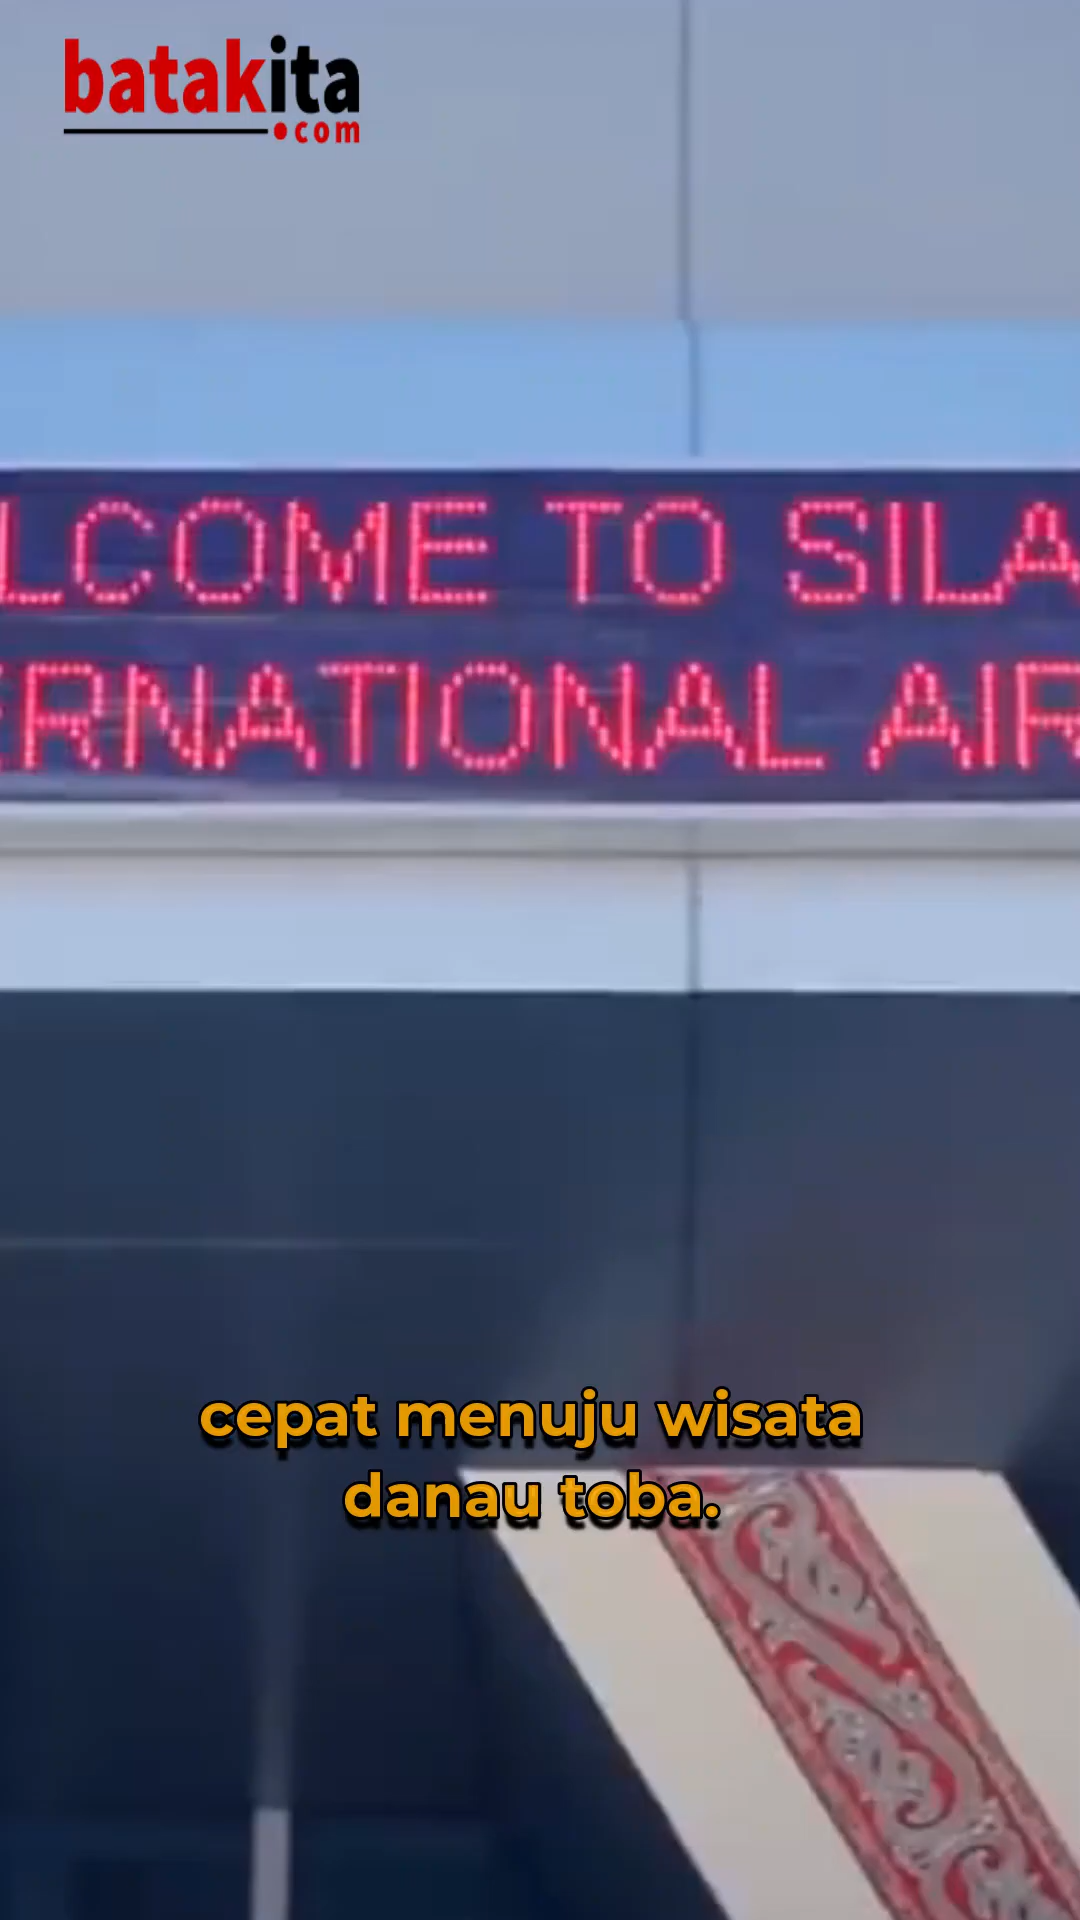 batakita
.com
LCOME TO SILA
ERNATIONAL AIR
cepat menuju wisata
danau toba.